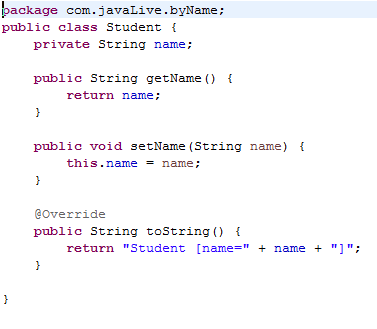 package com.javaLive.byName;
public class Student {
    private String name;

    public String getName() {
        return name;
    }

    public void setName(String name) {
        this.name = name;
    }

    @Override
    public String toString() {
        return "Student [name=" + name + "]";
    }

}